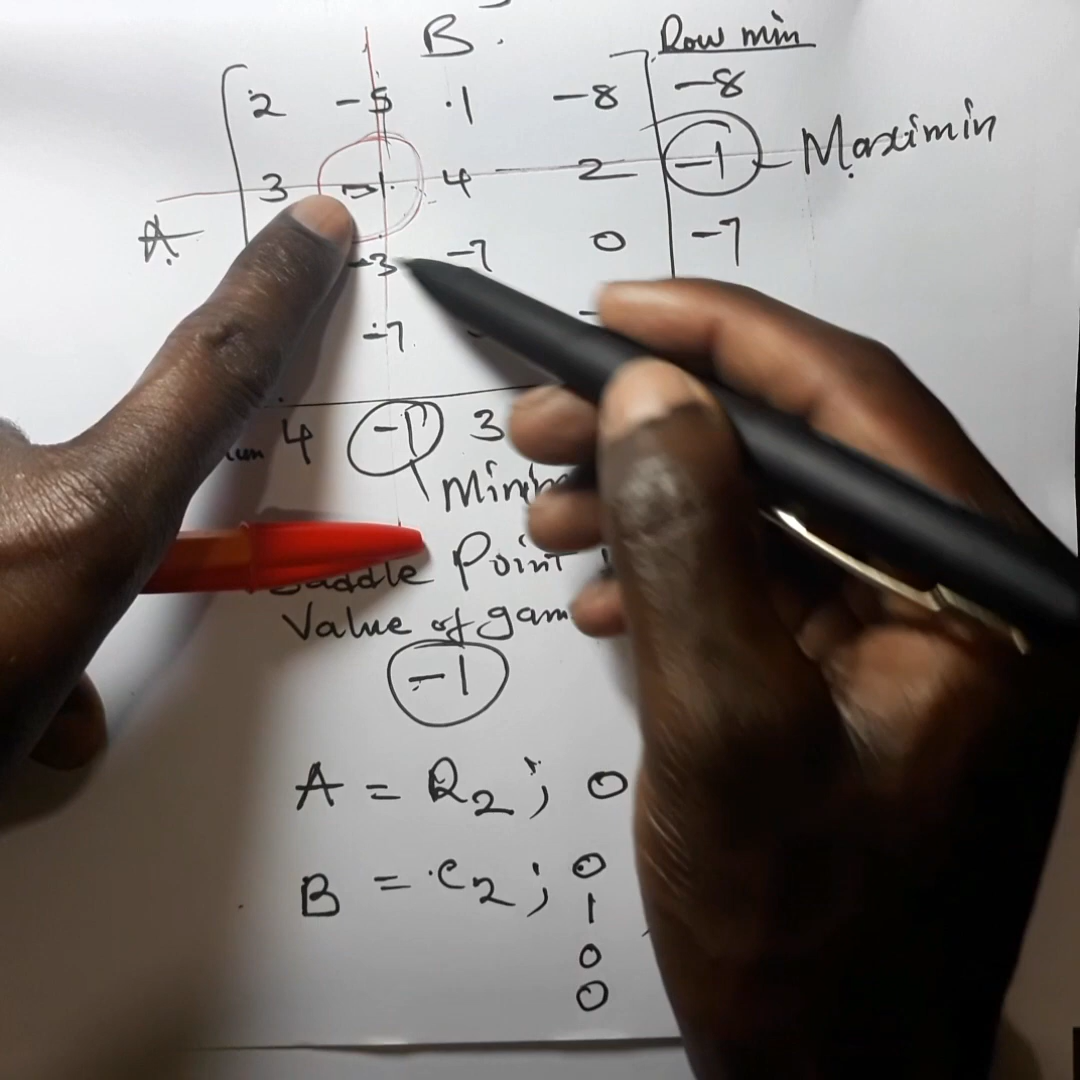 B. Row min
2 -5 1 -8 -8
3 -1 4 2 -1 Maximin
A
-3 -7 0 -7
-7
4 -1 3
Saddle Point
Value of gam
-1
A = R2; 0
B = C2; 0
1
0
0